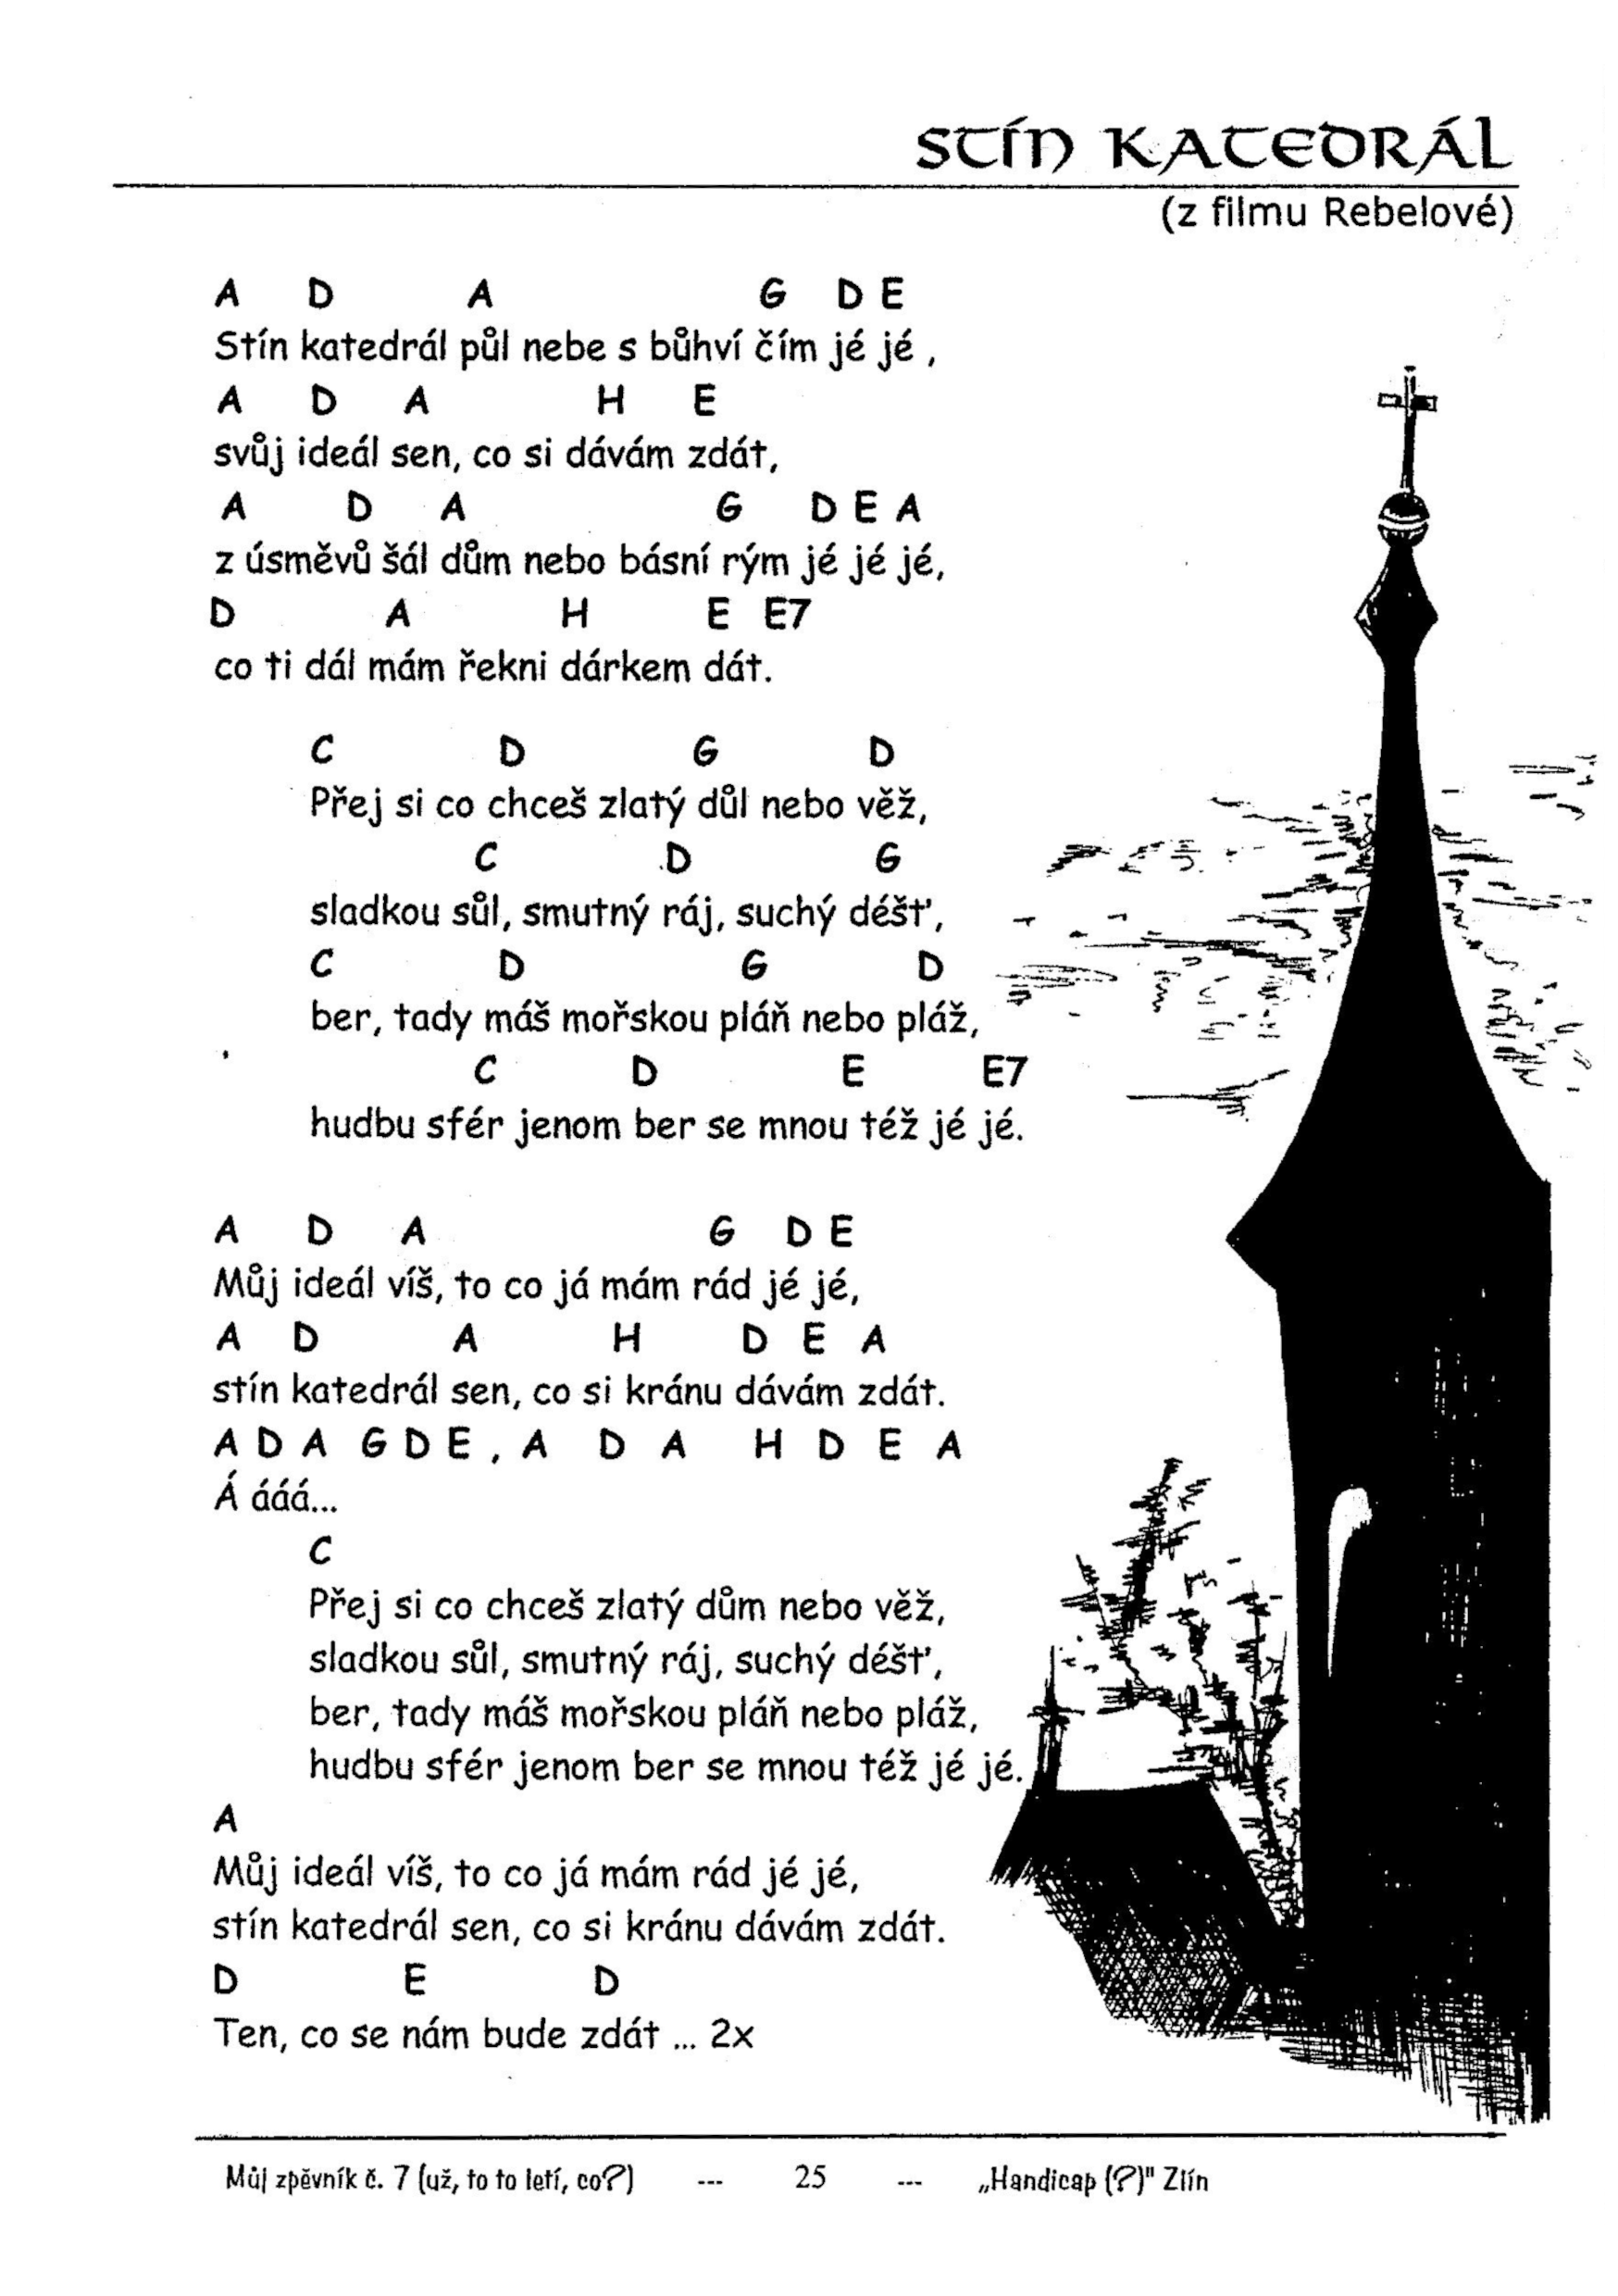 STÍN KATEDRÁL
(z filmu Rebelové)
A D A G D E
Stín katedrál půl nebe s bůhví čím jé jé ,
A D A H E
svůj ideál sen, co si dávám zdát,
A D A G D E A
z úsměvů šál dům nebo básní rým jé jé jé,
D A H E E7
co ti dál mám řekni dárkem dát.
C D G D
Přej si co chceš zlatý důl nebo věž,
C D G
sladkou sůl, smutný ráj, suchý déšť,
C D G D
ber, tady máš mořskou pláň nebo pláž,
C D E E7
hudbu sfér jenom ber se mnou též jé jé.
A D A G D E
Můj ideál víš, to co já mám rád jé jé,
A D A H D E A
stín katedrál sen, co si kránu dávám zdát.
A D A G D E , A D A H D E A
Á ááá...
C
Přej si co chceš zlatý dům nebo věž,
sladkou sůl, smutný ráj, suchý déšť,
ber, tady máš mořskou pláň nebo pláž,
hudbu sfér jenom ber se mnou též jé jé.
A
Můj ideál víš, to co já mám rád jé jé,
stín katedrál sen, co si kránu dávám zdát.
D E D
Ten, co se nám bude zdát ... 2x
Můj zpěvník č. 7 (už, to to letí, co?) --- 25 --- „Handicap (?)" Zlín